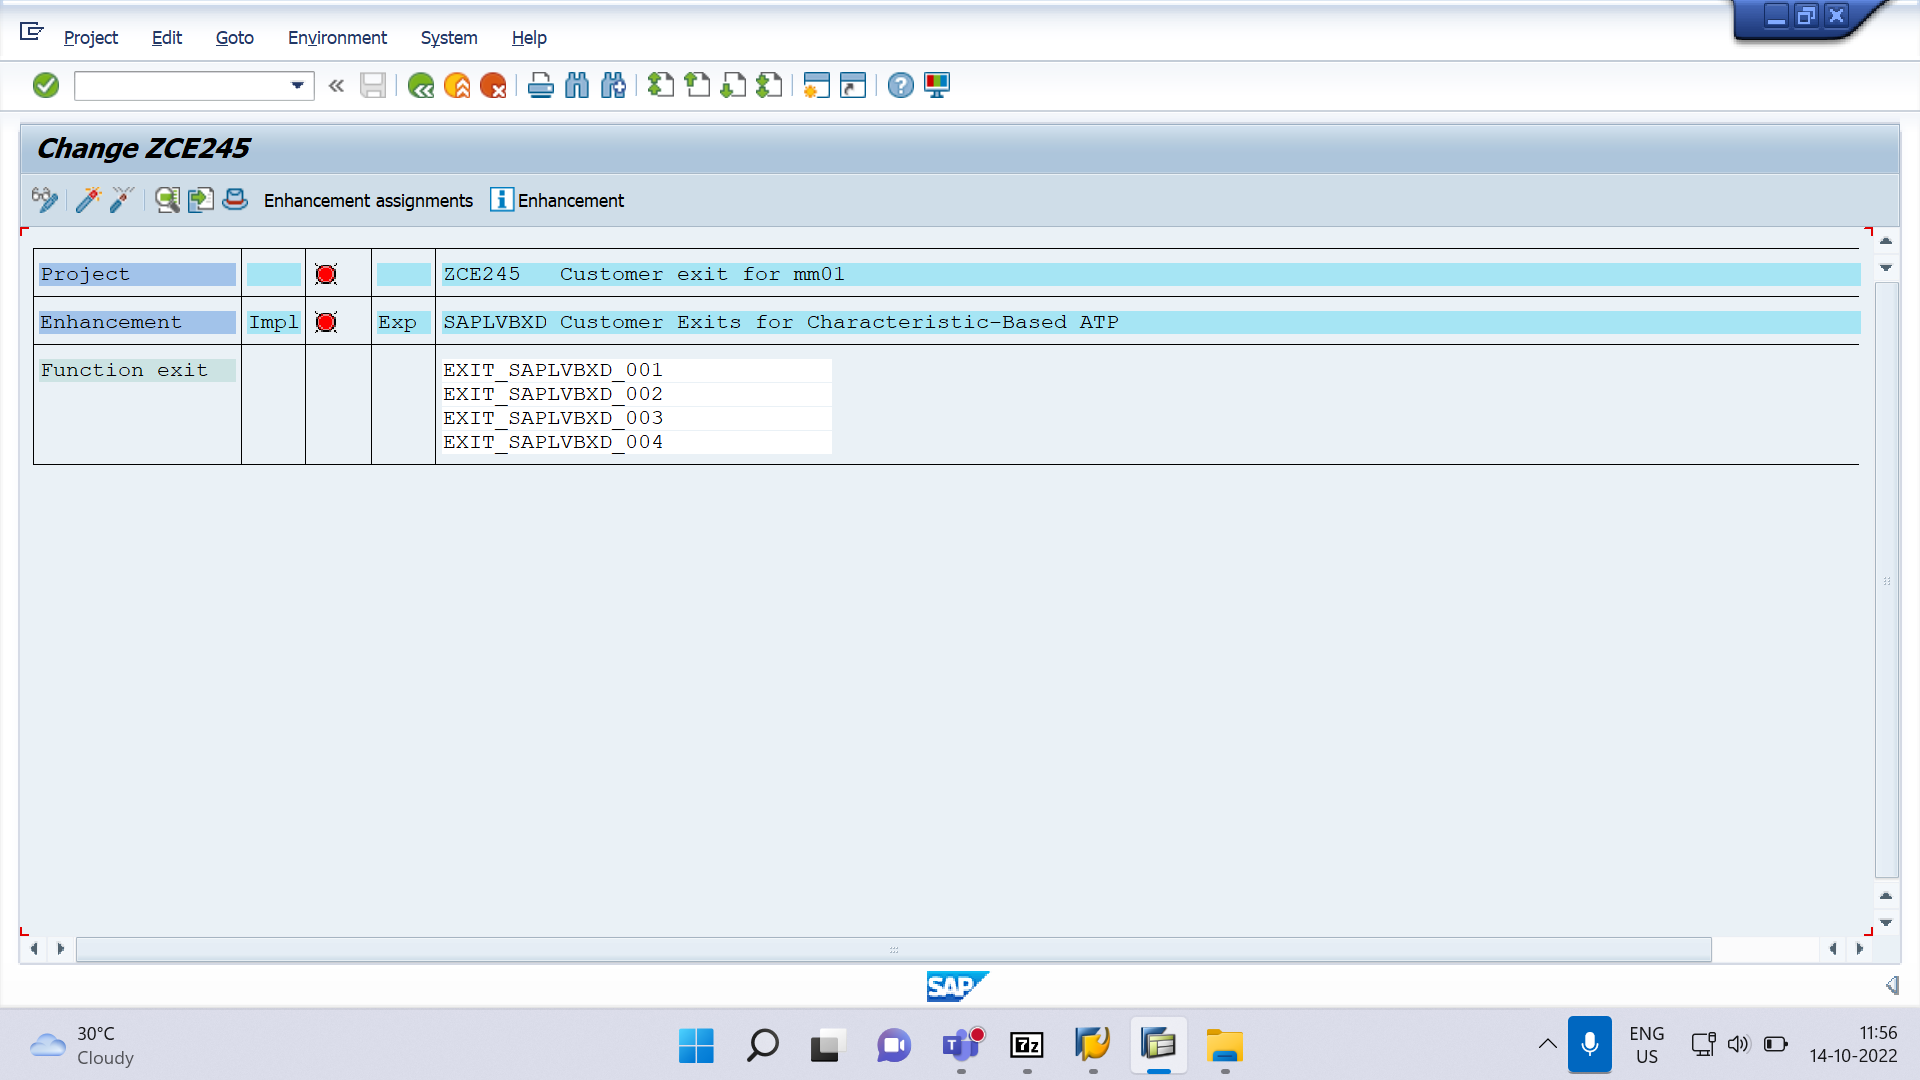 Project Edit Goto Environment System Help
Change ZCE245
Enhancement assignments Enhancement
Project ZCE245 Customer exit for mm01
Enhancement Impl Exp SAPLVBXD Customer Exits for Characteristic-Based ATP
Function exit EXIT_SAPLVBXD_001
EXIT_SAPLVBXD_002
EXIT_SAPLVBXD_003
EXIT_SAPLVBXD_004
SAP
30°C
Cloudy
T
7z
ENG
US
11:56
14-10-2022